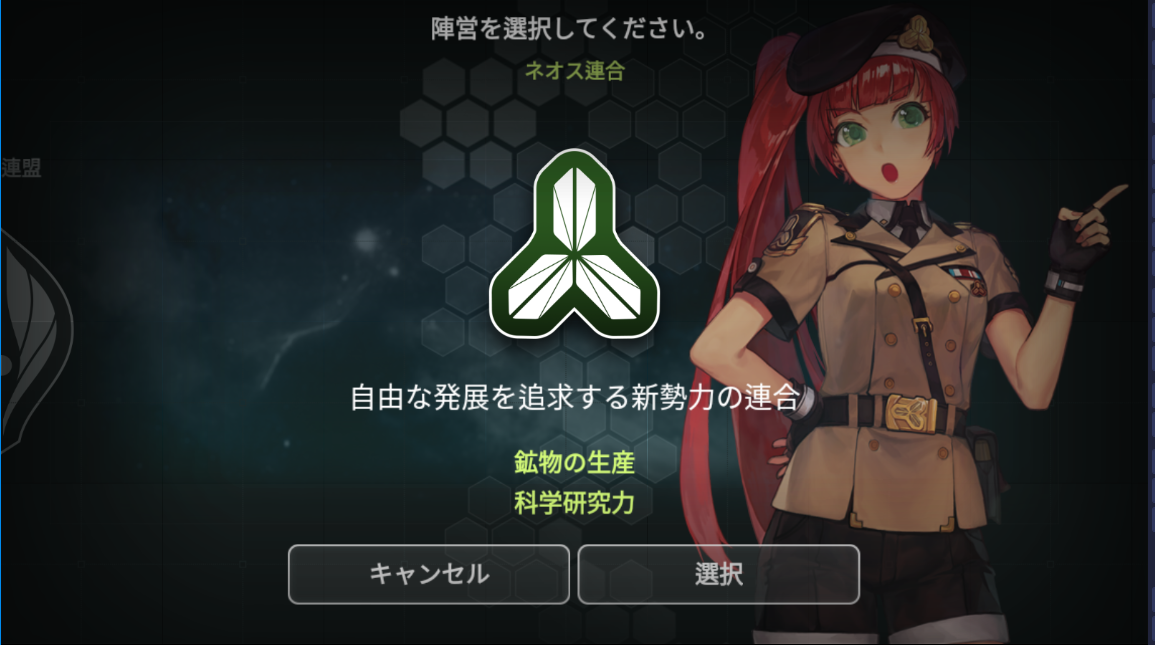 陣営を選択してください。
ネオス連合
連盟
自由な発展を追求する新勢力の連合
鉱物の生産
科学研究力
キャンセル
選択